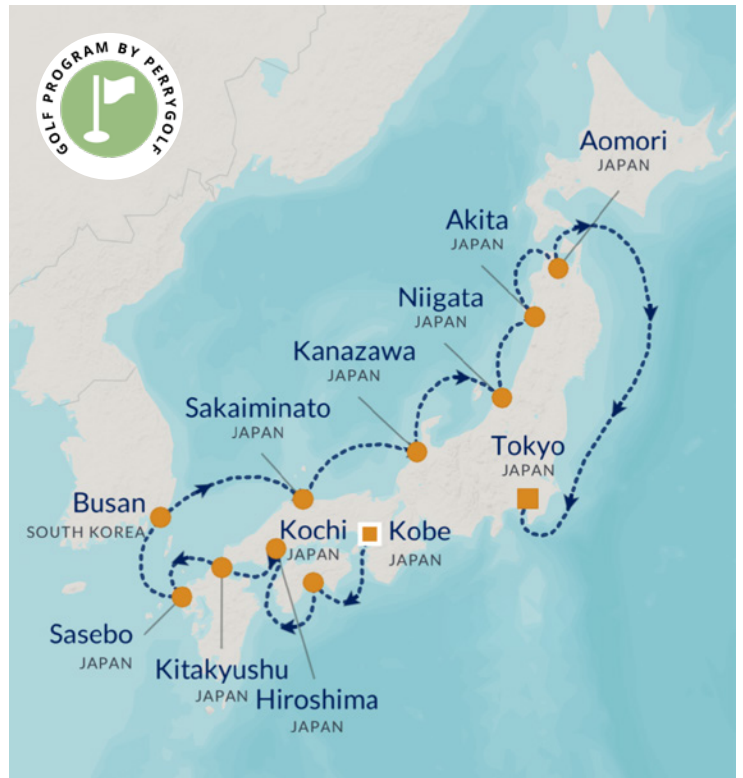 GOLF PROGRAM BY PERRYGOLF
Aomori
JAPAN
Akita
JAPAN
Niigata
JAPAN
Kanazawa
JAPAN
Sakaiminato
JAPAN
Tokyo
JAPAN
Busan
SOUTH KOREA
Kochi
JAPAN
Kobe
JAPAN
Sasebo
JAPAN
Kitakyushu
JAPAN
Hiroshima
JAPAN